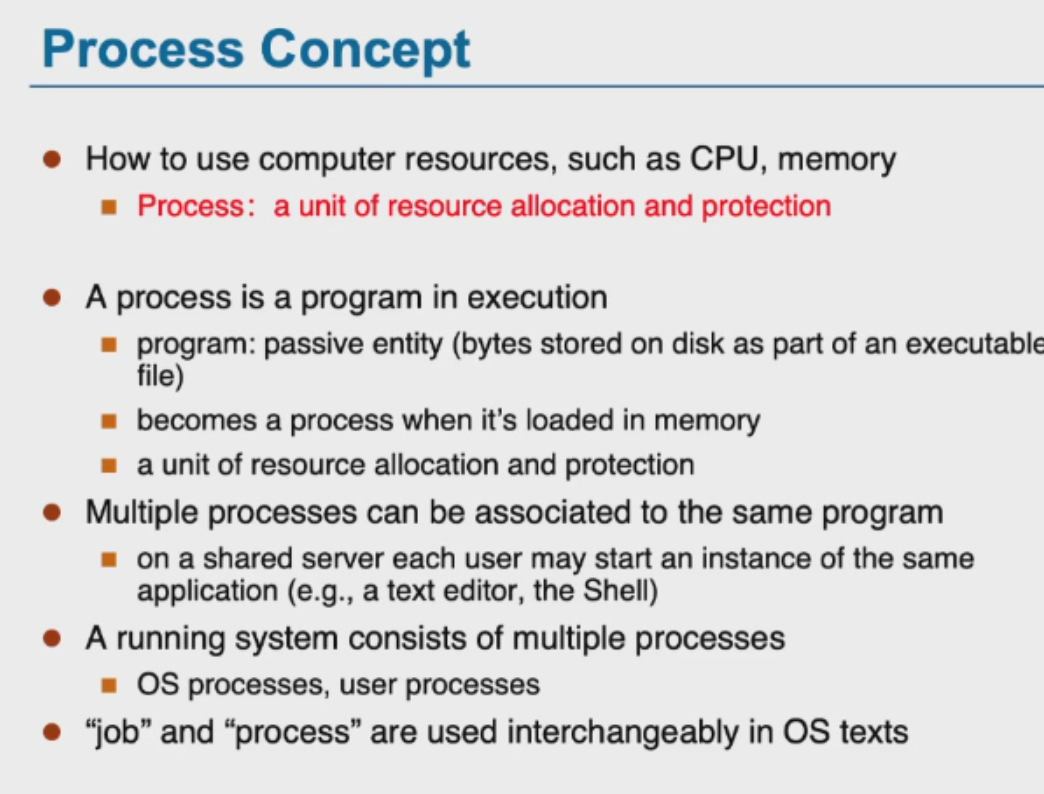 Process Concept
How to use computer resources, such as CPU, memory
Process: a unit of resource allocation and protection
A process is a program in execution
program: passive entity (bytes stored on disk as part of an executable
file)
becomes a process when it's loaded in memory
a unit of resource allocation and protection
Multiple processes can be associated to the same program
on a shared server each user may start an instance of the same
application (e.g., a text editor, the Shell)
A running system consists of multiple processes
OS processes, user processes
“job” and “process” are used interchangeably in OS texts